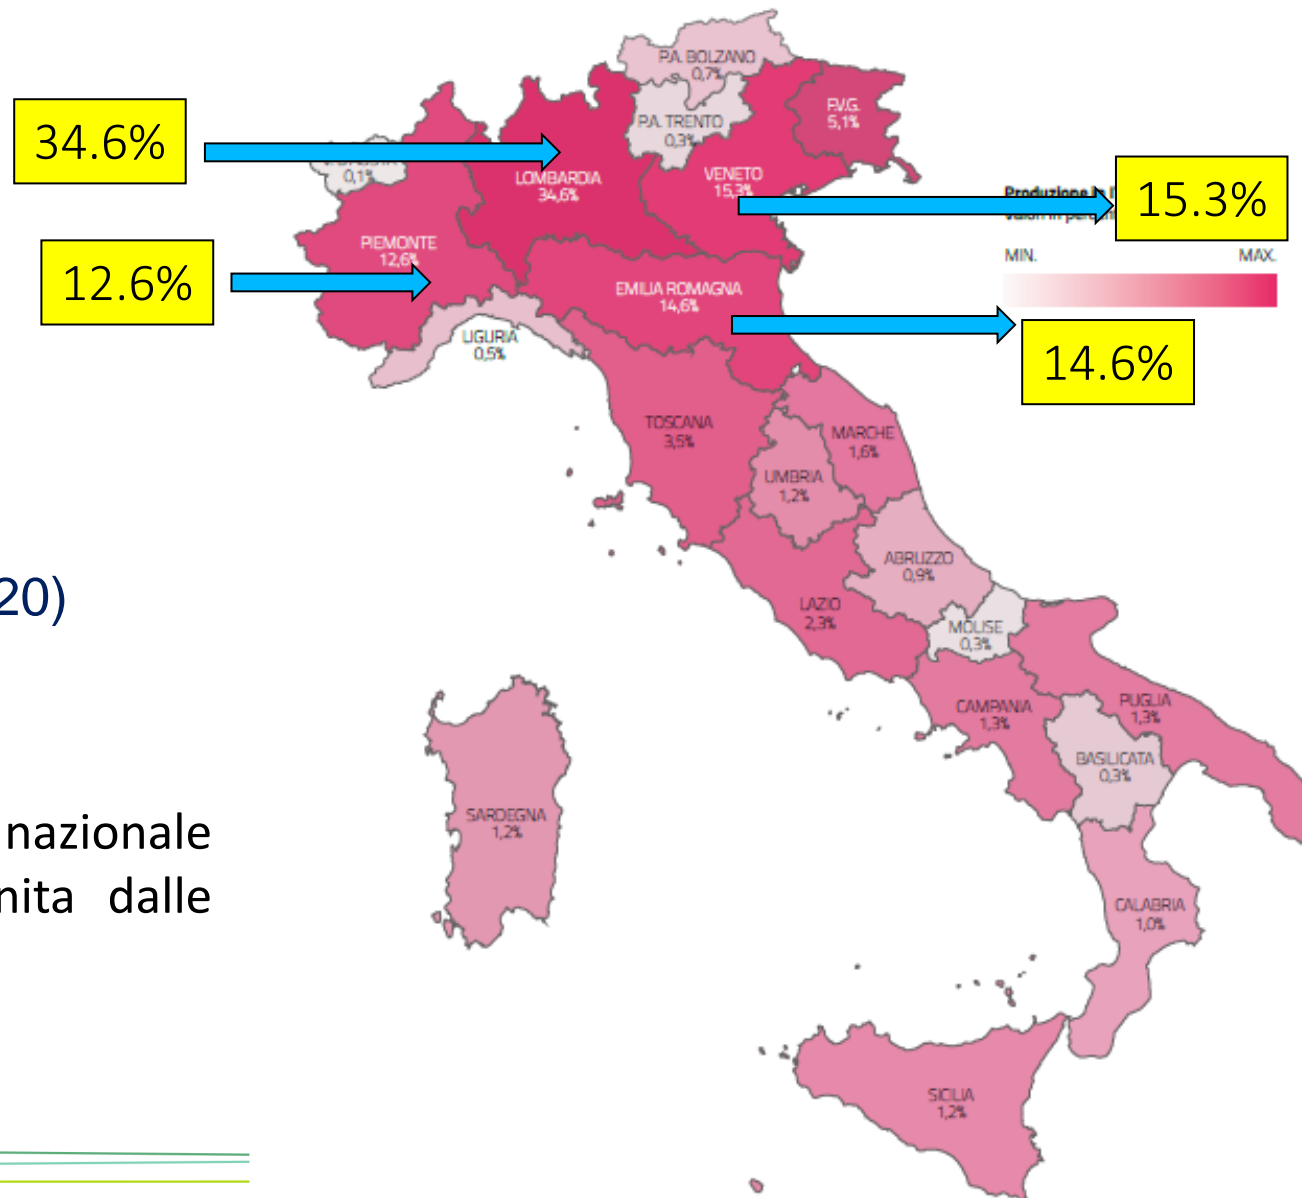 P.A. BOLZANO
0,7%
34.6%
F.V.G.
5,1%
P.A. TRENTO
0,3%
0,1%
LOMBARDIA
34,6%
VENETO
15,3%
Produzione in
valori in
15.3%
PIEMONTE
12,6%
12.6%
MIN.
MAX.
EMILIA ROMAGNA
14,6%
LIGURIA
0,5%
14.6%
TOSCANA
3,5%
MARCHE
1,6%
UMBRIA
1,2%
ABRUZZO
0,9%
20)
LAZIO
2,3%
MOLISE
0,3%
CAMPANIA
1,3%
PUGLIA
1,3%
BASILICATA
0,3%
SARDEGNA
1,2%
nazionale
nita dalle
CALABRIA
1,0%
SICILIA
1,2%